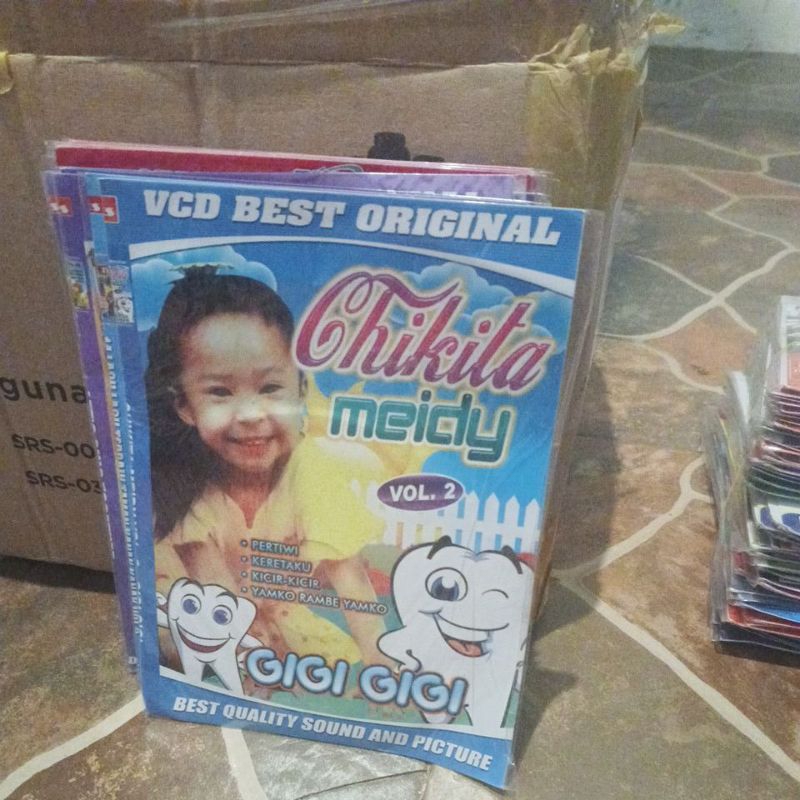 VCD BEST ORIGINAL
Chikita
meidy
VOL. 2
• PERTIWI
• KERETAKU
• KICIR-KICIR
• YAMKO RAMBE YAMKO
GIGI GIGI
BEST QUALITY SOUND AND PICTURE
guna
SRS-00
SRS-03